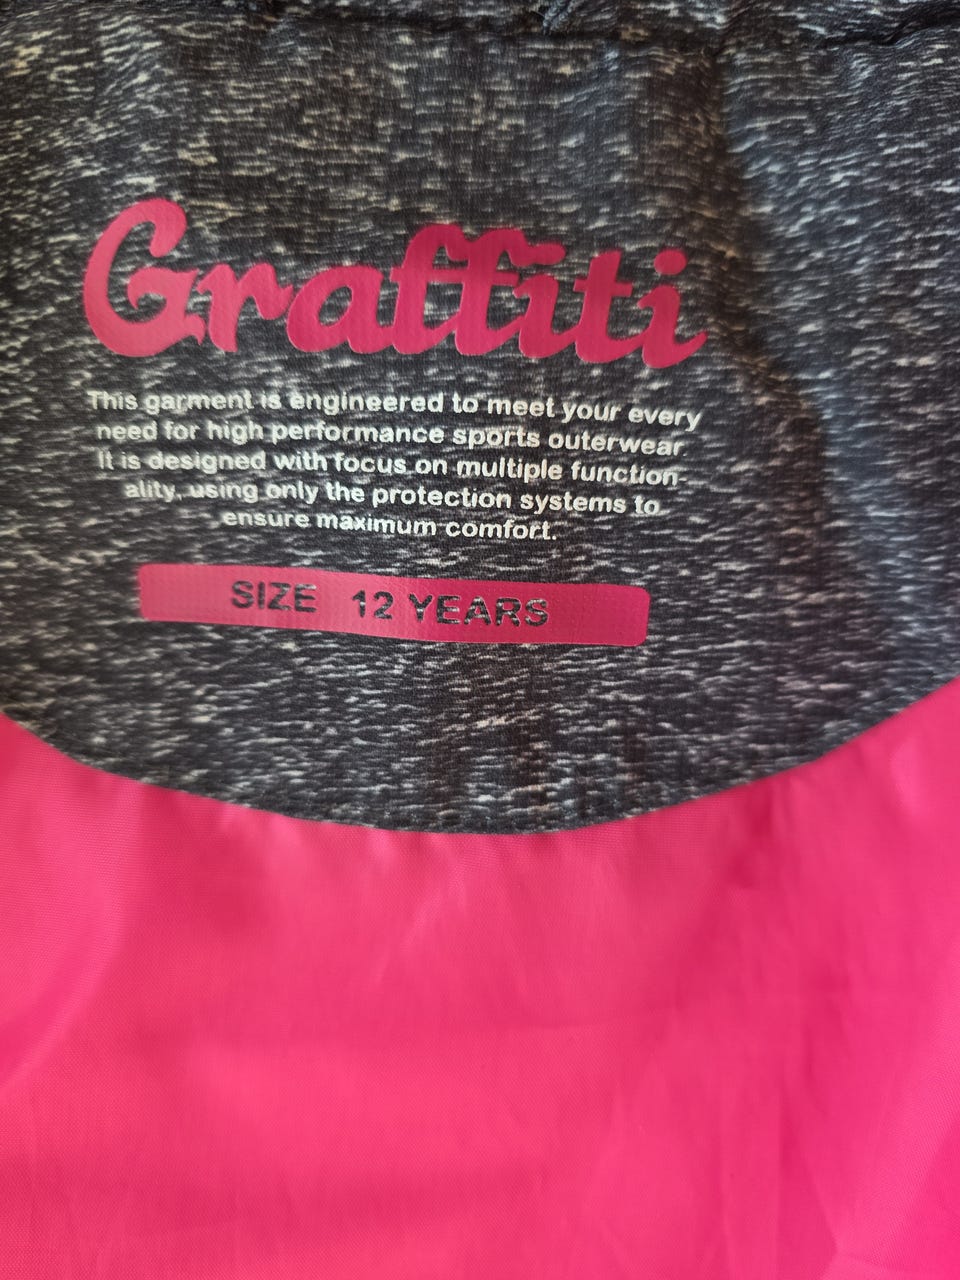 Graffiti
This garment is engineered to meet your every
need for high performance sports outerwear.
It is designed with focus on multiple function-
ality, using only the protection systems to
ensure maximum comfort.
SIZE 12 YEARS